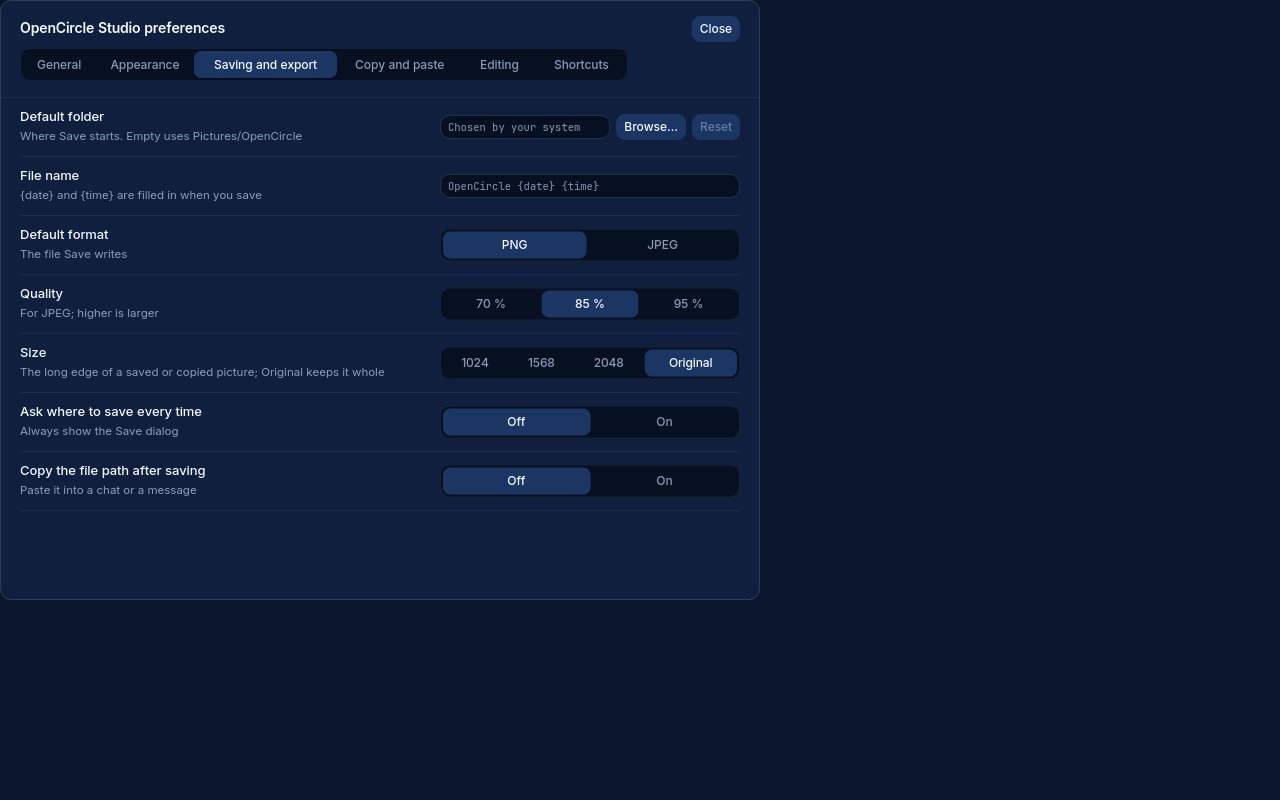 OpenCircle Studio preferences
Close
General
Appearance
Saving and export
Copy and paste
Editing
Shortcuts
Default folder
Where Save starts. Empty uses Pictures/OpenCircle
Chosen by your system
Browse...
Reset
File name
{date} and {time} are filled in when you save
OpenCircle {date} {time}
Default format
The file Save writes
PNG
JPEG
Quality
For JPEG; higher is larger
70 %
85 %
95 %
Size
The long edge of a saved or copied picture; Original keeps it whole
1024
1568
2048
Original
Ask where to save every time
Always show the Save dialog
Off
On
Copy the file path after saving
Paste it into a chat or a message
Off
On